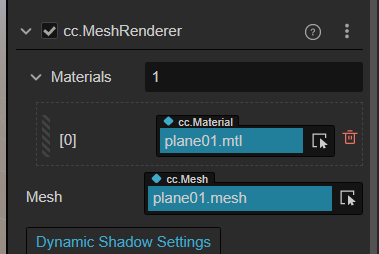 cc.MeshRenderer
Materials 1
cc.Material
[0] plane01.mtl
cc.Mesh
Mesh plane01.mesh
Dynamic Shadow Settings